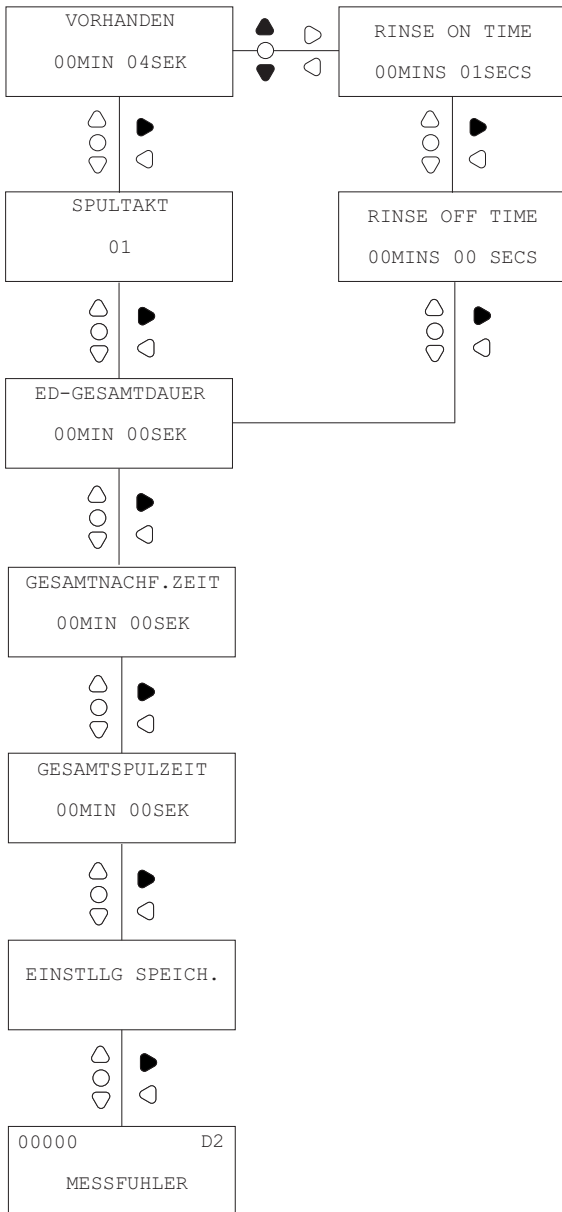 VORHANDEN
00MIN 04SEK
RINSE ON TIME
00MINS 01SECS
SPULTAKT
01
RINSE OFF TIME
00MINS 00 SECS
ED-GESAMTDAUER
00MIN 00SEK
GESAMTNACHF.ZEIT
00MIN 00SEK
GESAMTSPULZEIT
00MIN 00SEK
EINSTLLG SPEICH.
00000 D2
MESSFUHLER